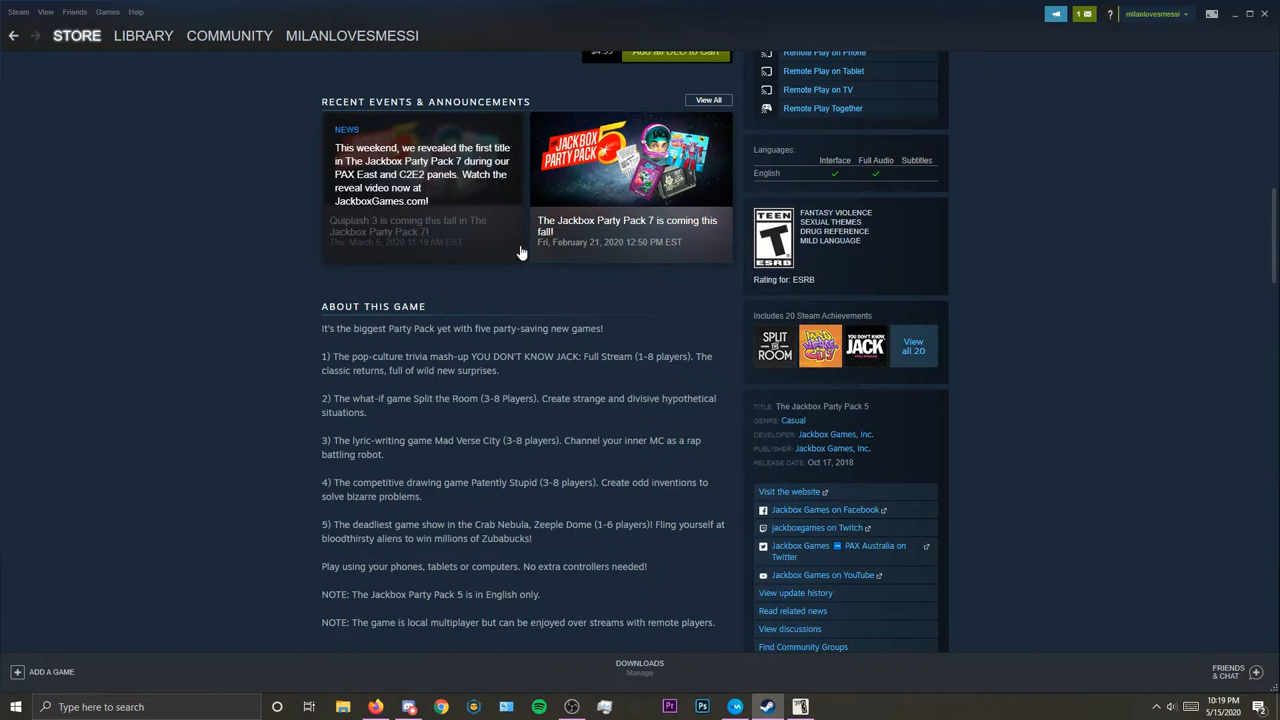 Steam View Friends Games Help
1 ? milanlovesmessi
STORE LIBRARY COMMUNITY MILANLOVESMESSI
$4.99 Add all DLC to Cart
RECENT EVENTS & ANNOUNCEMENTS
View All
NEWS
This weekend, we revealed the first title
in The Jackbox Party Pack 7 during our
PAX East and C2E2 panels. Watch the
reveal video now at
JackboxGames.com!
Quiplash 3 is coming this fall in The
Jackbox Party Pack 7!
Thu, March 5, 2020 11:19 AM EST
JACKBOX
PARTY PACK 5
The Jackbox Party Pack 7 is coming this
fall!
Fri, February 21, 2020 12:50 PM EST
ABOUT THIS GAME
It's the biggest Party Pack yet with five party-saving new games!
1) The pop-culture trivia mash-up YOU DON'T KNOW JACK: Full Stream (1-8 players). The
classic returns, full of wild new surprises.
2) The what-if game Split the Room (3-8 Players). Create strange and divisive hypothetical
situations.
3) The lyric-writing game Mad Verse City (3-8 players). Channel your inner MC as a rap
battling robot.
4) The competitive drawing game Patently Stupid (3-8 players). Create odd inventions to
solve bizarre problems.
5) The deadliest game show in the Crab Nebula, Zeeple Dome (1-6 players)! Fling yourself at
bloodthirsty aliens to win millions of Zubabucks!
Play using your phones, tablets or computers. No extra controllers needed!
NOTE: The Jackbox Party Pack 5 is in English only.
NOTE: The game is local multiplayer but can be enjoyed over streams with remote players.
Remote Play on Phone
Remote Play on Tablet
Remote Play on TV
Remote Play Together
Languages:
Interface Full Audio Subtitles
English ✓ ✓
TEEN
T
ESRB
FANTASY VIOLENCE
SEXUAL THEMES
DRUG REFERENCE
MILD LANGUAGE
Rating for: ESRB
Includes 20 Steam Achievements
SPLIT
THE
ROOM
MAD
VERSE
CITY
YOU DON'T KNOW
JACK
View
all 20
TITLE: The Jackbox Party Pack 5
GENRE: Casual
DEVELOPER: Jackbox Games, Inc.
PUBLISHER: Jackbox Games, Inc.
RELEASE DATE: Oct 17, 2018
Visit the website
Jackbox Games on Facebook
jackboxgames on Twitch
Jackbox Games PAX Australia on
Twitter
Jackbox Games on YouTube
View update history
Read related news
View discussions
Find Community Groups
ADD A GAME
DOWNLOADS
Manage
FRIENDS
& CHAT
Type here to search
Pr Ps
10:19 PM
5/15/2020